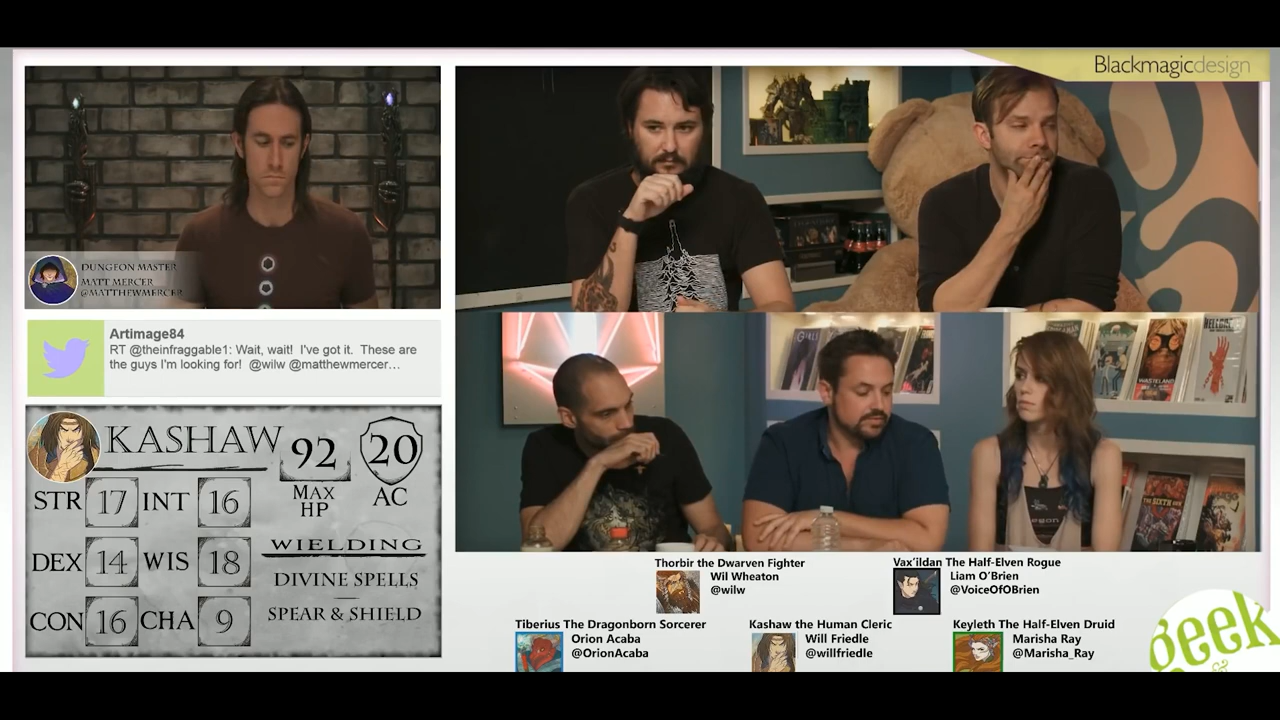 Blackmagicdesign
DUNGEON MASTER
MATT MERCER
@MATTHEWMERCER
Artimage84
RT @theinfraggable1: Wait, wait! I've got it. These are
the guys I'm looking for! @wilw @matthewmercer…
KASHAW
92
MAX
HP
20
AC
STR 17 INT 16
DEX 14 WIS 18
CON 16 CHA 9
WIELDING
DIVINE SPELLS
SPEAR & SHIELD
WASTELAND
THE SIXTH GUN
Thorbir the Dwarven Fighter
Wil Wheaton
@wilw
Vax'ildan The Half-Elven Rogue
Liam O'Brien
@VoiceOfOBrien
Tiberius The Dragonborn Sorcerer
Orion Acaba
@OrionAcaba
Kashaw the Human Cleric
Will Friedle
@willfriedle
Keyleth The Half-Elven Druid
Marisha Ray
@Marisha_Ray
geek
&